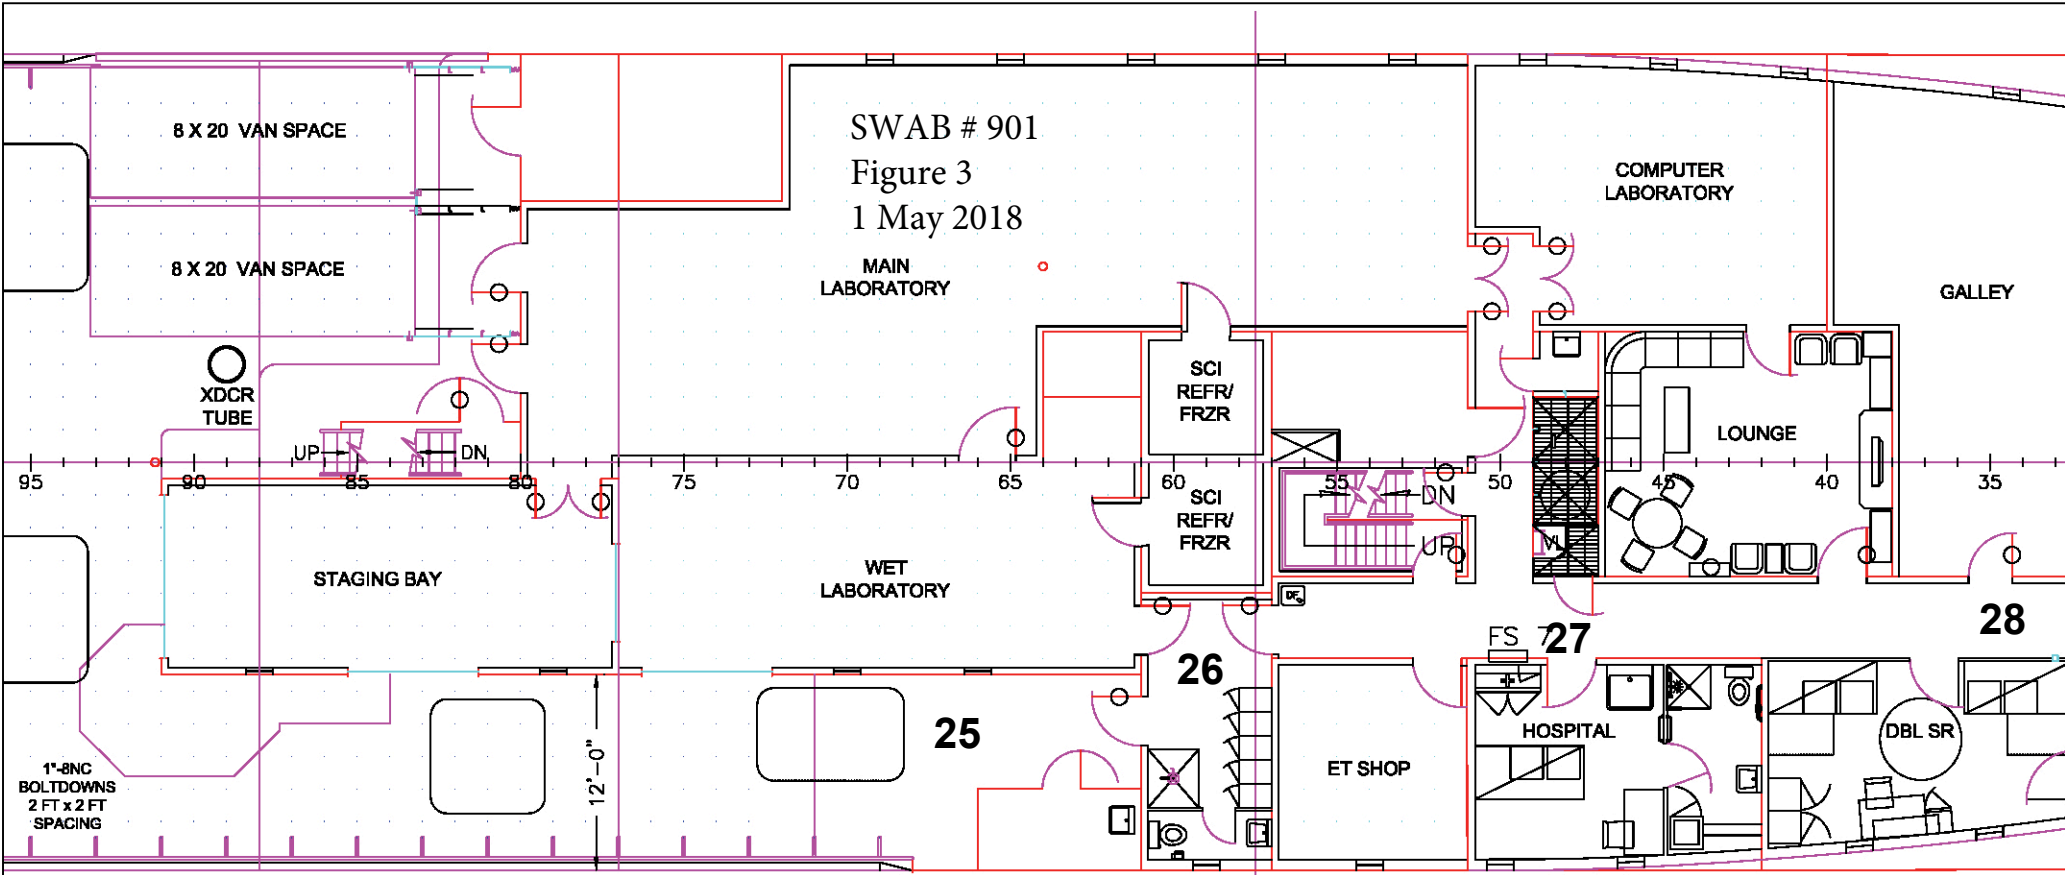 8 X 20 VAN SPACE
SWAB # 901
Figure 3
1 May 2018
COMPUTER
LABORATORY
8 X 20 VAN SPACE
MAIN
LABORATORY
GALLEY
XDCR
TUBE
SCI
REFR/
FRZR
LOUNGE
UP
DN
95
90
85
80
75
70
65
60
55
50
45
40
35
SCI
REFR/
FRZR
DN
UP
VL
STAGING BAY
WET
LABORATORY
DF
FS 7
27
28
26
25
HOSPITAL
DBL SR
ET SHOP
1"-8NC
BOLTDOWNS
2 FT x 2 FT
SPACING
12'-0"